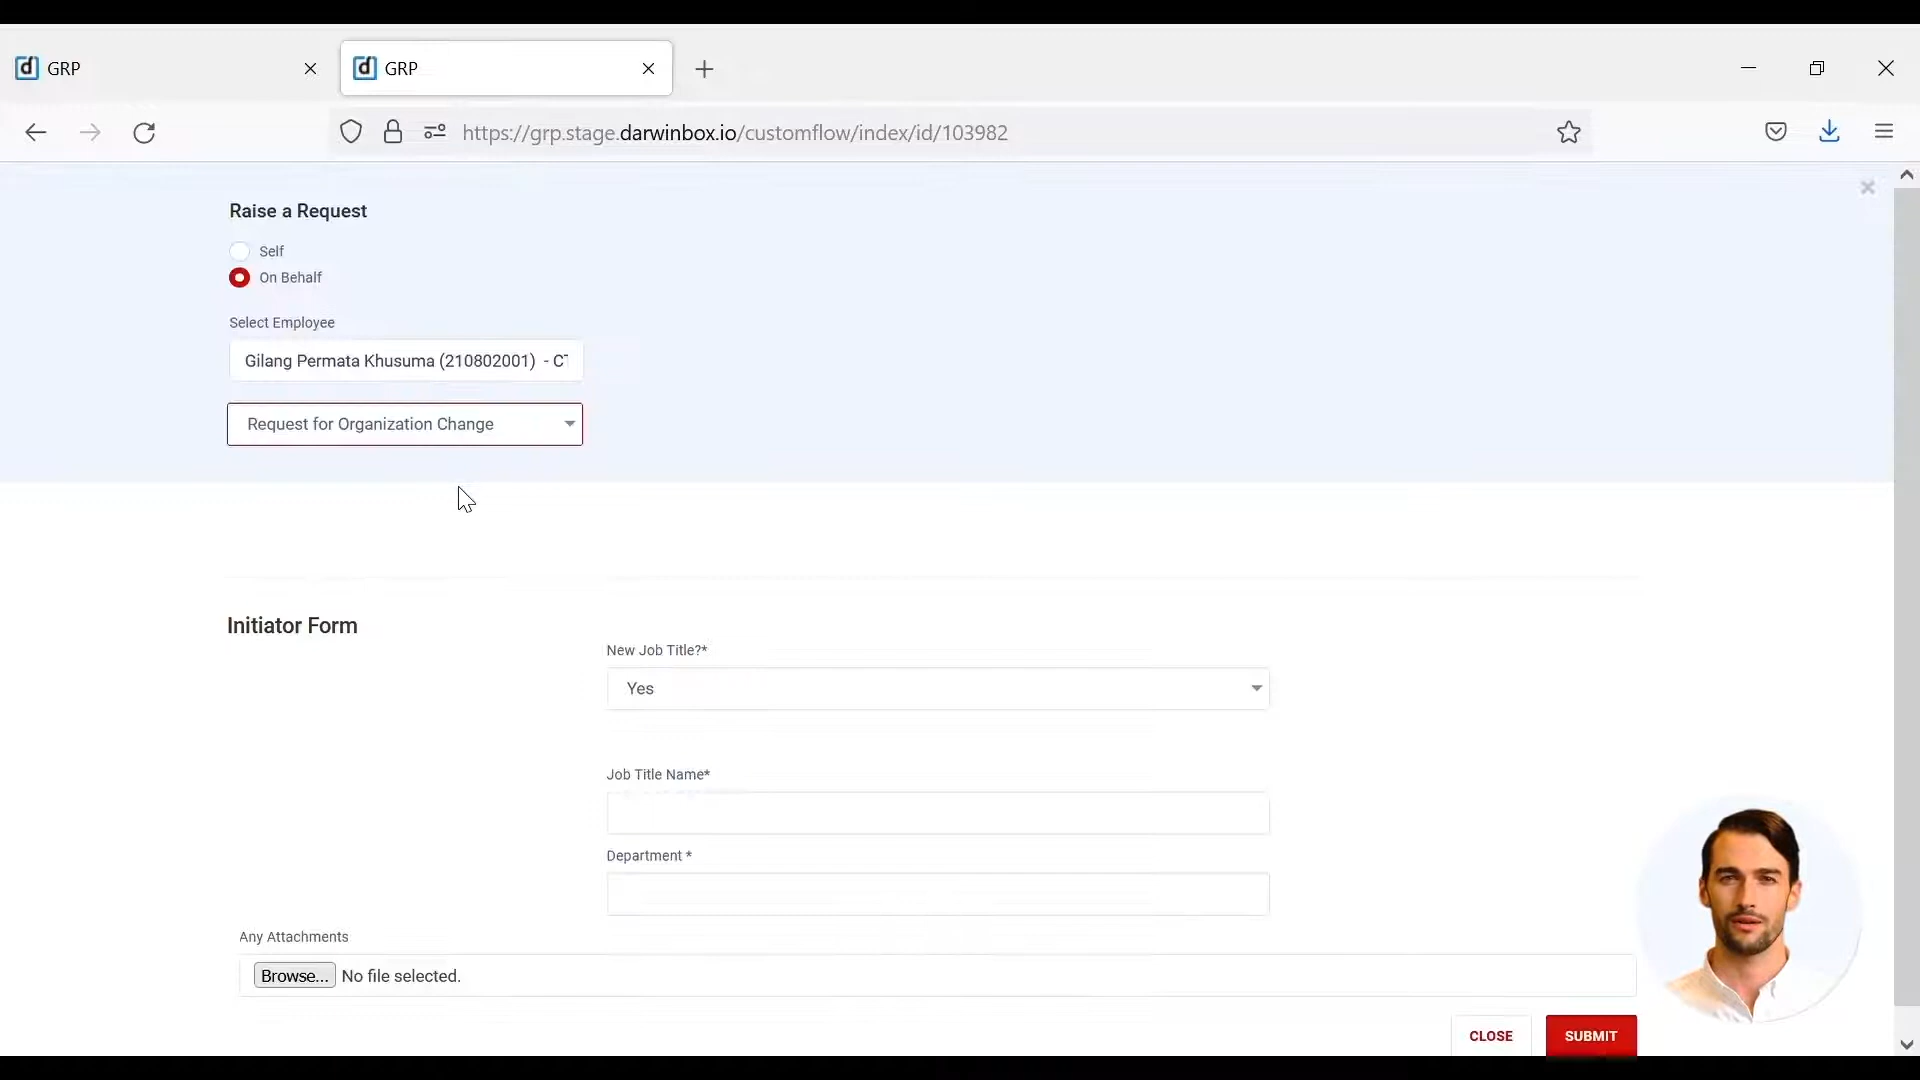 GRP
GRP
https://grp.stage.darwinbox.io/customflow/index/id/103982
Raise a Request
Self
On Behalf
Select Employee
Gilang Permata Khusuma (210802001) - CT
Request for Organization Change
Initiator Form
New Job Title?*
Yes
Job Title Name*
Department *
Any Attachments
Browse... No file selected.
CLOSE SUBMIT